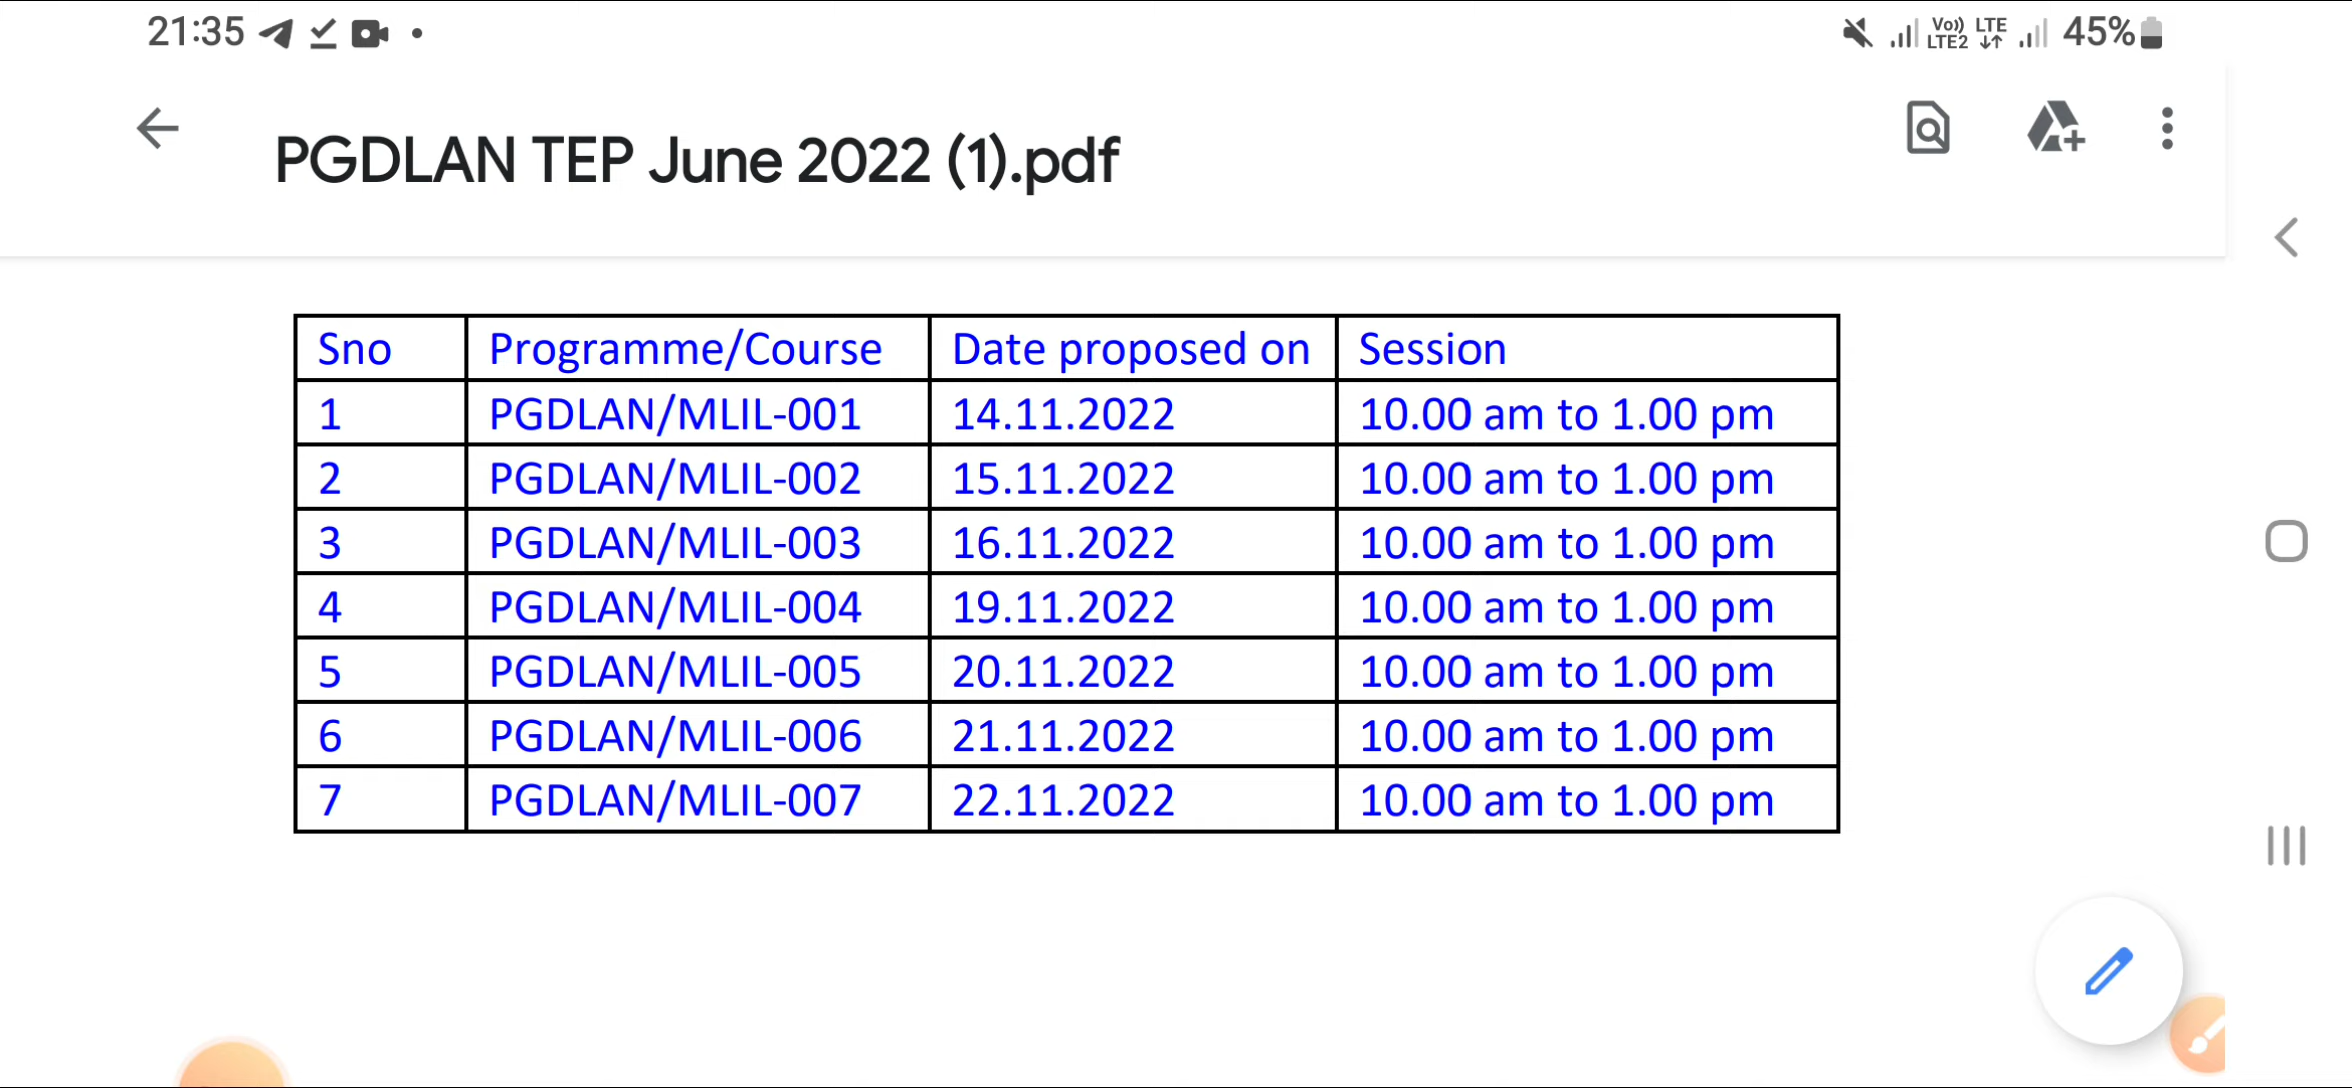 21:35 Vo)) LTE2 LTE 45%
PGDLAN TEP June 2022 (1).pdf
Sno Programme/Course Date proposed on Session
1 PGDLAN/MLIL-001 14.11.2022 10.00 am to 1.00 pm
2 PGDLAN/MLIL-002 15.11.2022 10.00 am to 1.00 pm
3 PGDLAN/MLIL-003 16.11.2022 10.00 am to 1.00 pm
4 PGDLAN/MLIL-004 19.11.2022 10.00 am to 1.00 pm
5 PGDLAN/MLIL-005 20.11.2022 10.00 am to 1.00 pm
6 PGDLAN/MLIL-006 21.11.2022 10.00 am to 1.00 pm
7 PGDLAN/MLIL-007 22.11.2022 10.00 am to 1.00 pm